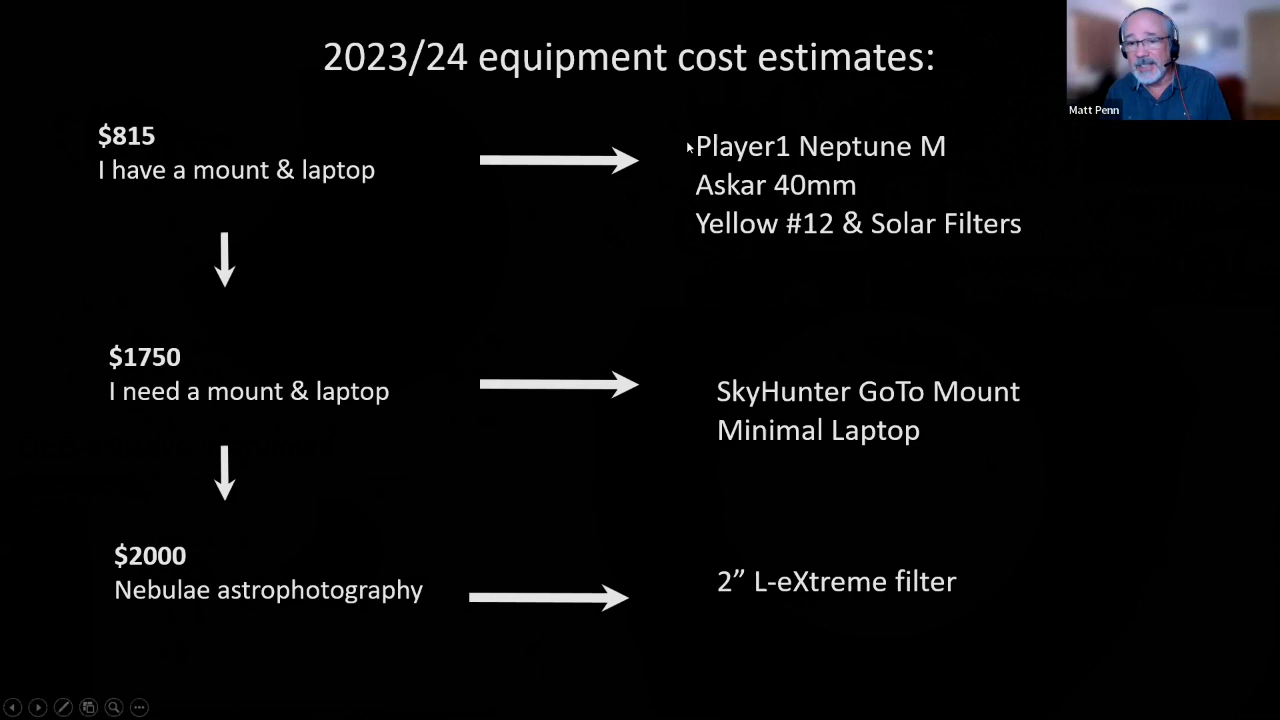 2023/24 equipment cost estimates:
Matt Penn
$815
I have a mount & laptop
Player1 Neptune M
Askar 40mm
Yellow #12 & Solar Filters
$1750
I need a mount & laptop
SkyHunter GoTo Mount
Minimal Laptop
$2000
Nebulae astrophotography
2” L-eXtreme filter